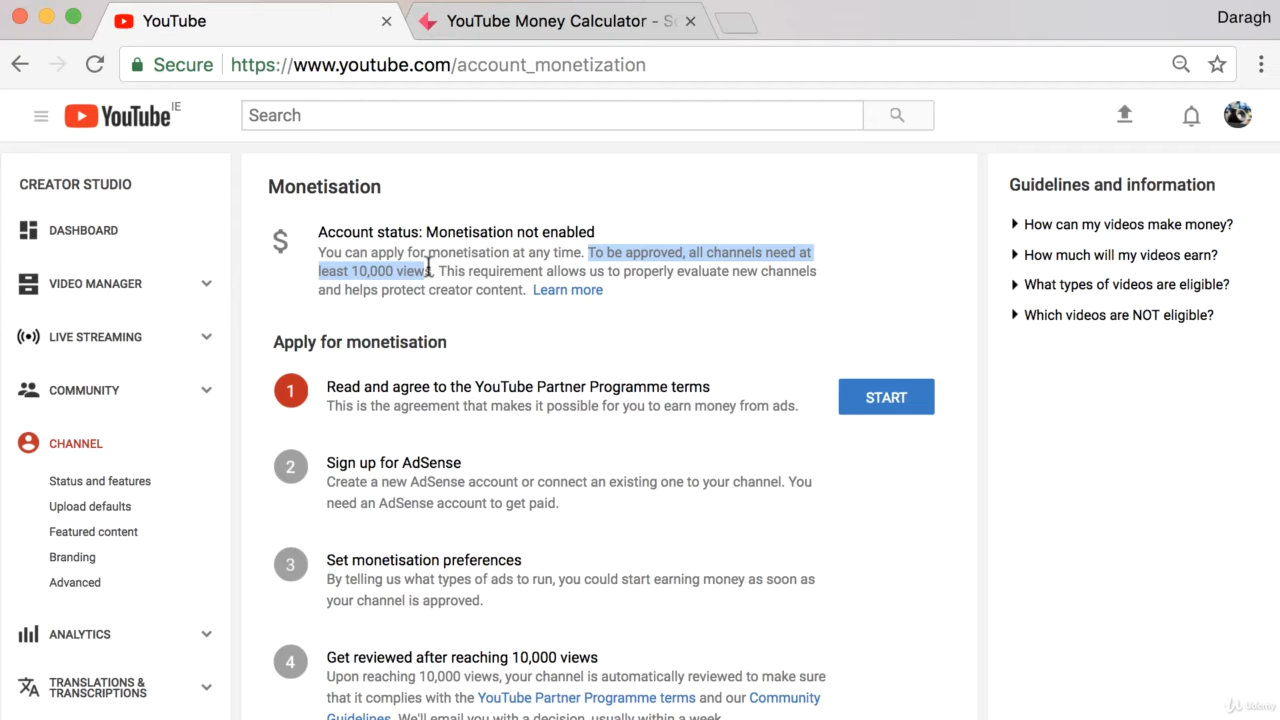 YouTube
YouTube Money Calculator - S
Daragh
Secure https://www.youtube.com/account_monetization
YouTube IE
Search
CREATOR STUDIO
DASHBOARD
VIDEO MANAGER
LIVE STREAMING
COMMUNITY
CHANNEL
Status and features
Upload defaults
Featured content
Branding
Advanced
ANALYTICS
TRANSLATIONS &
TRANSCRIPTIONS
Monetisation
$
Account status: Monetisation not enabled
You can apply for monetisation at any time. To be approved, all channels need at
least 10,000 views. This requirement allows us to properly evaluate new channels
and helps protect creator content. Learn more
Apply for monetisation
1
Read and agree to the YouTube Partner Programme terms
This is the agreement that makes it possible for you to earn money from ads.
START
2
Sign up for AdSense
Create a new AdSense account or connect an existing one to your channel. You
need an AdSense account to get paid.
3
Set monetisation preferences
By telling us what types of ads to run, you could start earning money as soon as
your channel is approved.
4
Get reviewed after reaching 10,000 views
Upon reaching 10,000 views, your channel is automatically reviewed to make sure
that it complies with the YouTube Partner Programme terms and our Community
Guidelines. We'll email you with a decision, usually within a week.
Guidelines and information
How can my videos make money?
How much will my videos earn?
What types of videos are eligible?
Which videos are NOT eligible?
Udemy